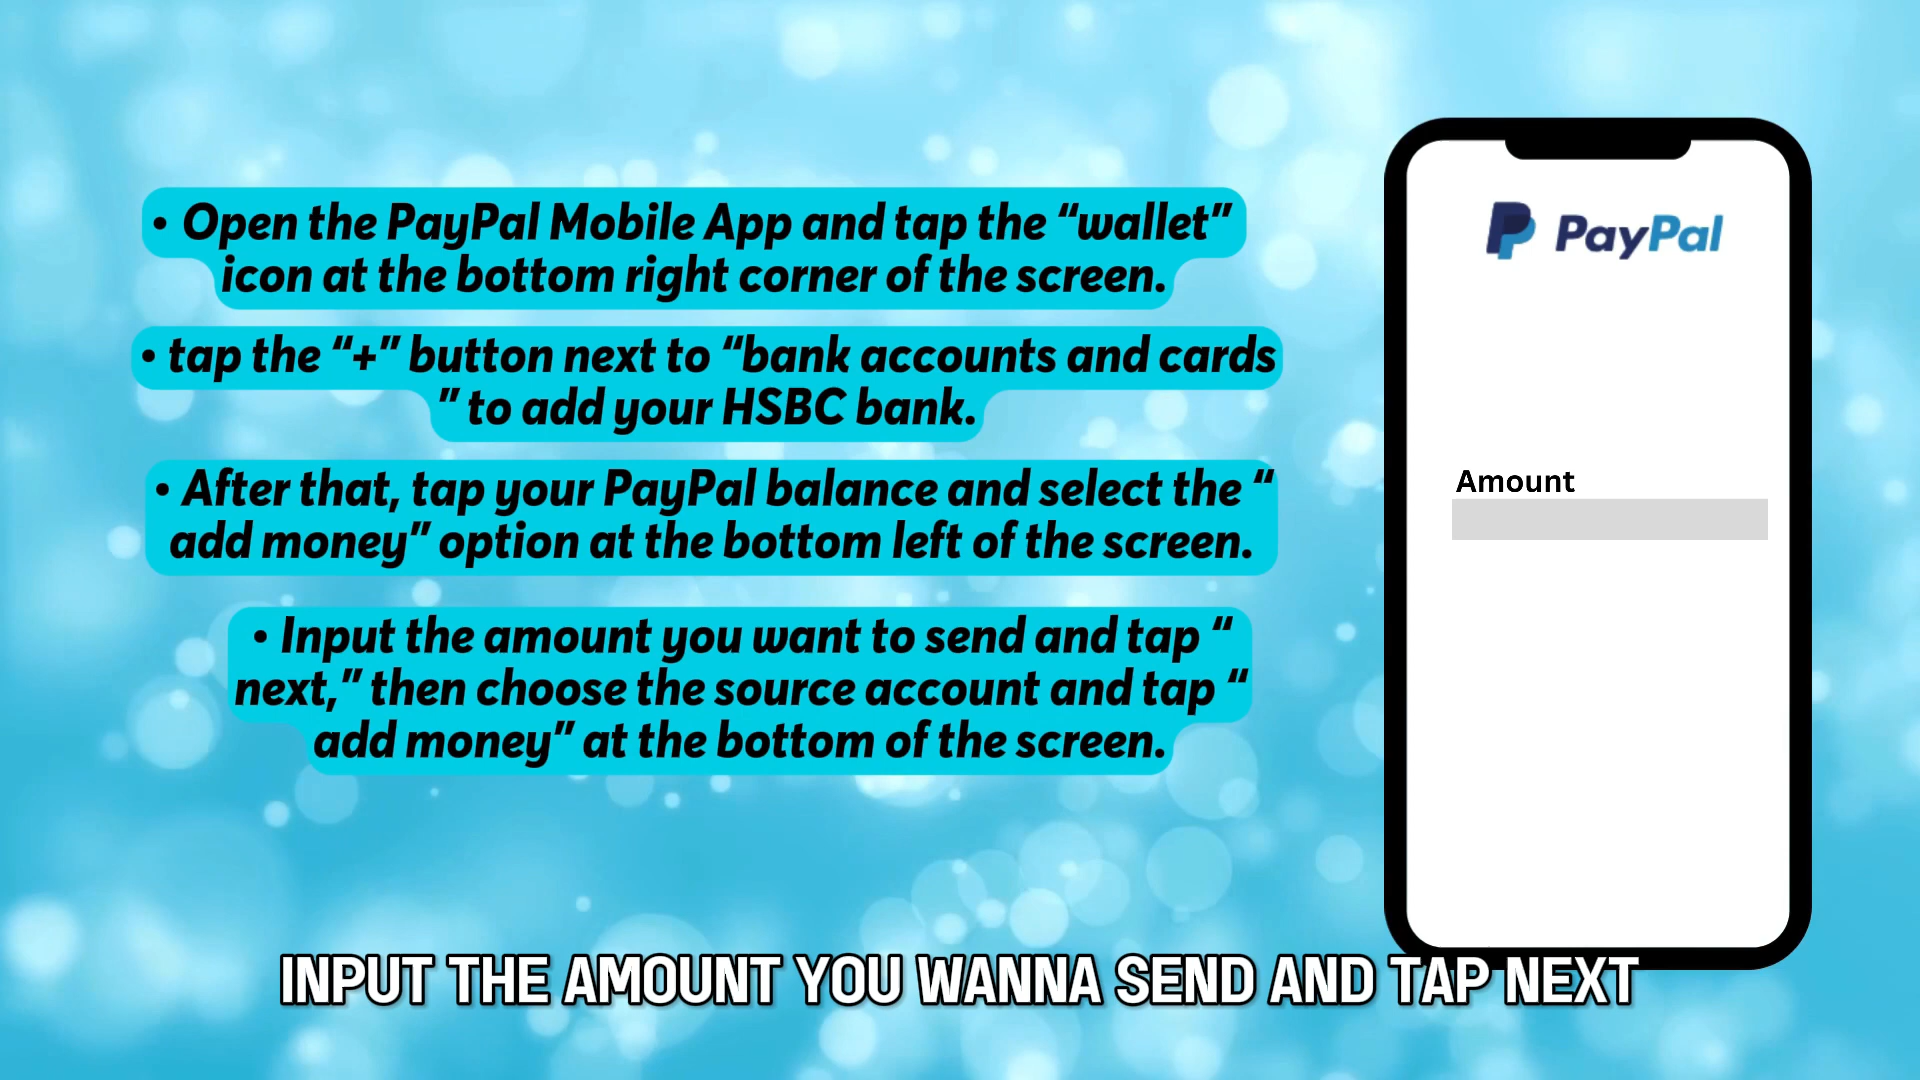 • Open the PayPal Mobile App and tap the “wallet”
icon at the bottom right corner of the screen.
• tap the “+” button next to “bank accounts and cards
” to add your HSBC bank.
• After that, tap your PayPal balance and select the “
add money” option at the bottom left of the screen.
• Input the amount you want to send and tap “
next,” then choose the source account and tap “
add money” at the bottom of the screen.
PayPal
Amount
INPUT THE AMOUNT YOU WANNA SEND AND TAP NEXT